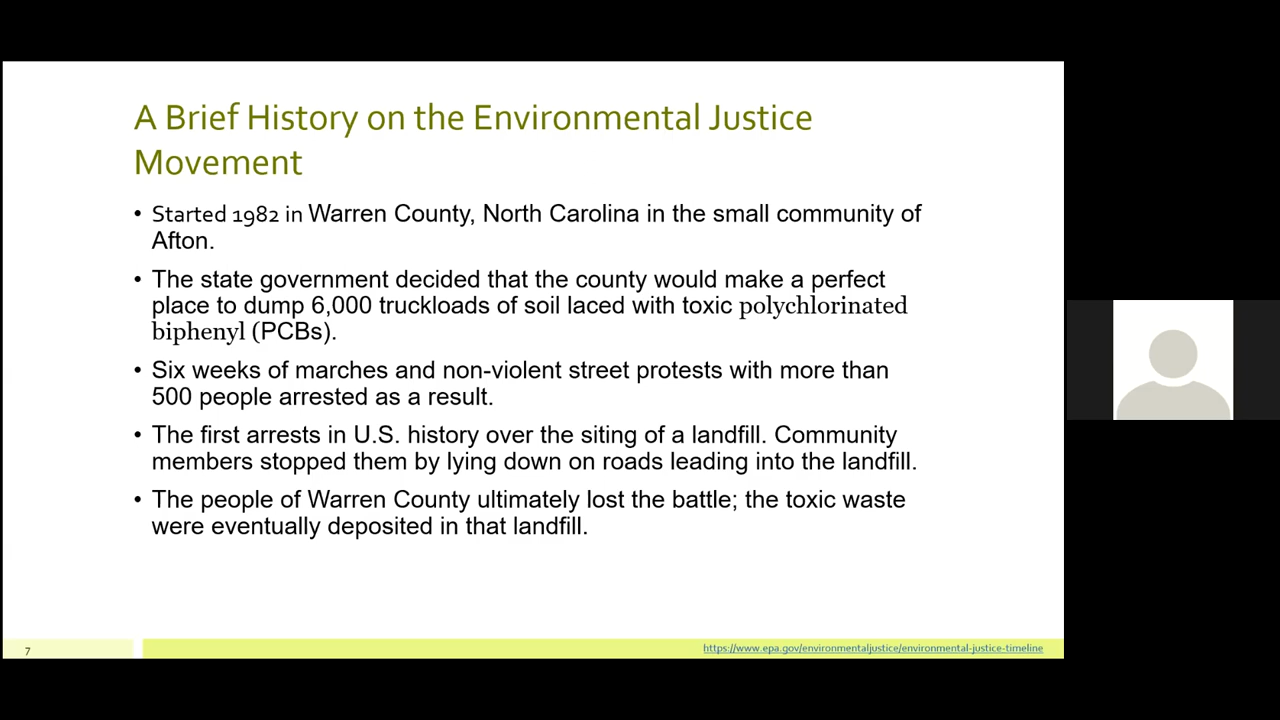 A Brief History on the Environmental Justice
Movement
• Started 1982 in Warren County, North Carolina in the small community of
Afton.
• The state government decided that the county would make a perfect
place to dump 6,000 truckloads of soil laced with toxic polychlorinated
biphenyl (PCBs).
• Six weeks of marches and non-violent street protests with more than
500 people arrested as a result.
• The first arrests in U.S. history over the siting of a landfill. Community
members stopped them by lying down on roads leading into the landfill.
• The people of Warren County ultimately lost the battle; the toxic waste
were eventually deposited in that landfill.
7
https://www.epa.gov/environmentaljustice/environmental-justice-timeline